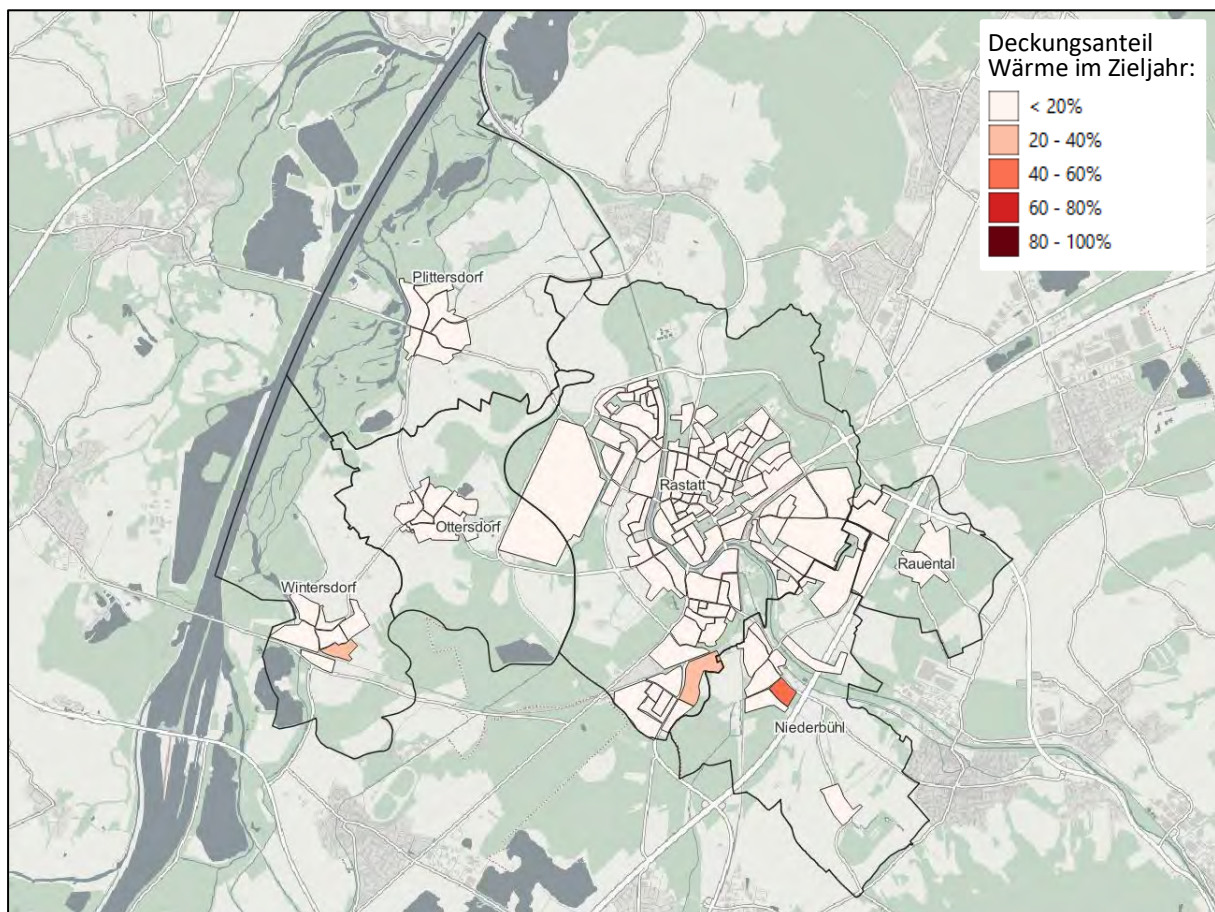 Deckungsanteil
Wärme im Zieljahr:
< 20%
20 - 40%
40 - 60%
60 - 80%
80 - 100%
Plittersdorf
Rastatt
Ottersdorf
Rauental
Wintersdorf
Niederbühl